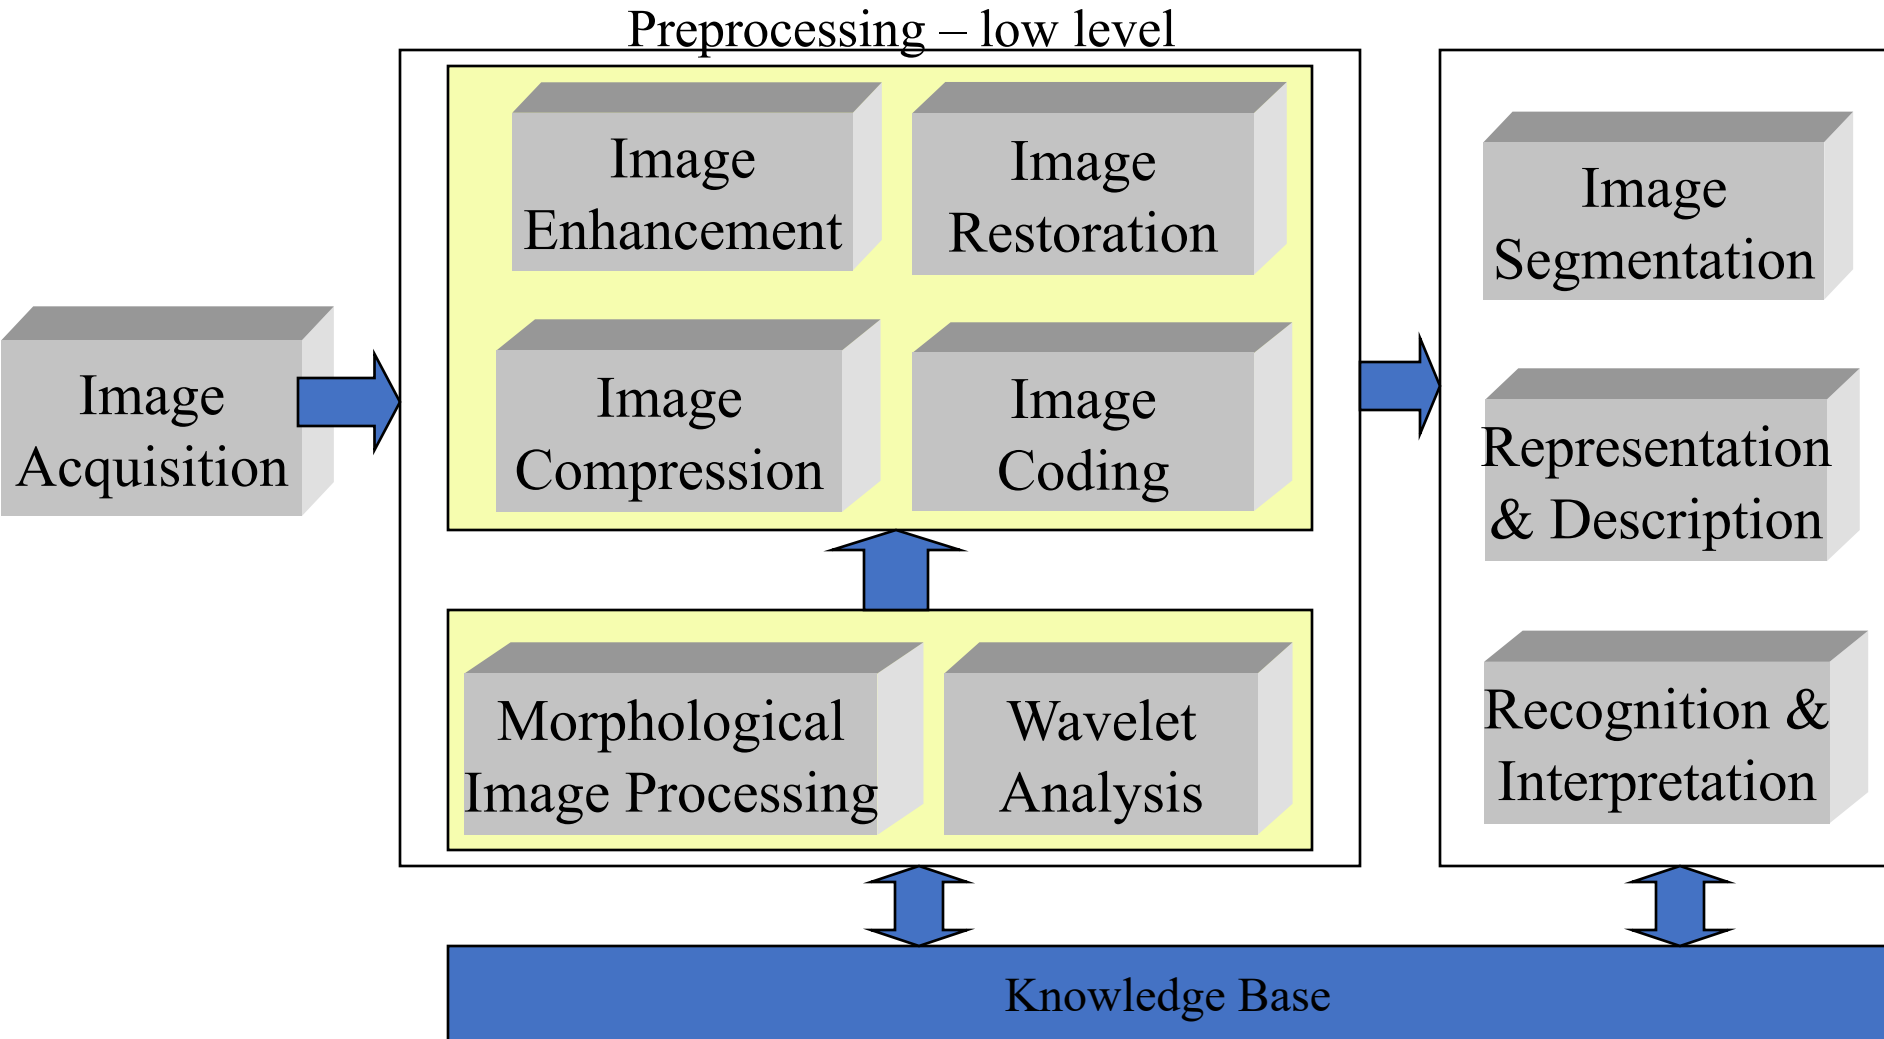 Preprocessing – low level
Image
Enhancement
Image
Restoration
Image
Segmentation
Image
Acquisition
Image
Compression
Image
Coding
Representation
& Description
Morphological
Image Processing
Wavelet
Analysis
Recognition &
Interpretation
Knowledge Base